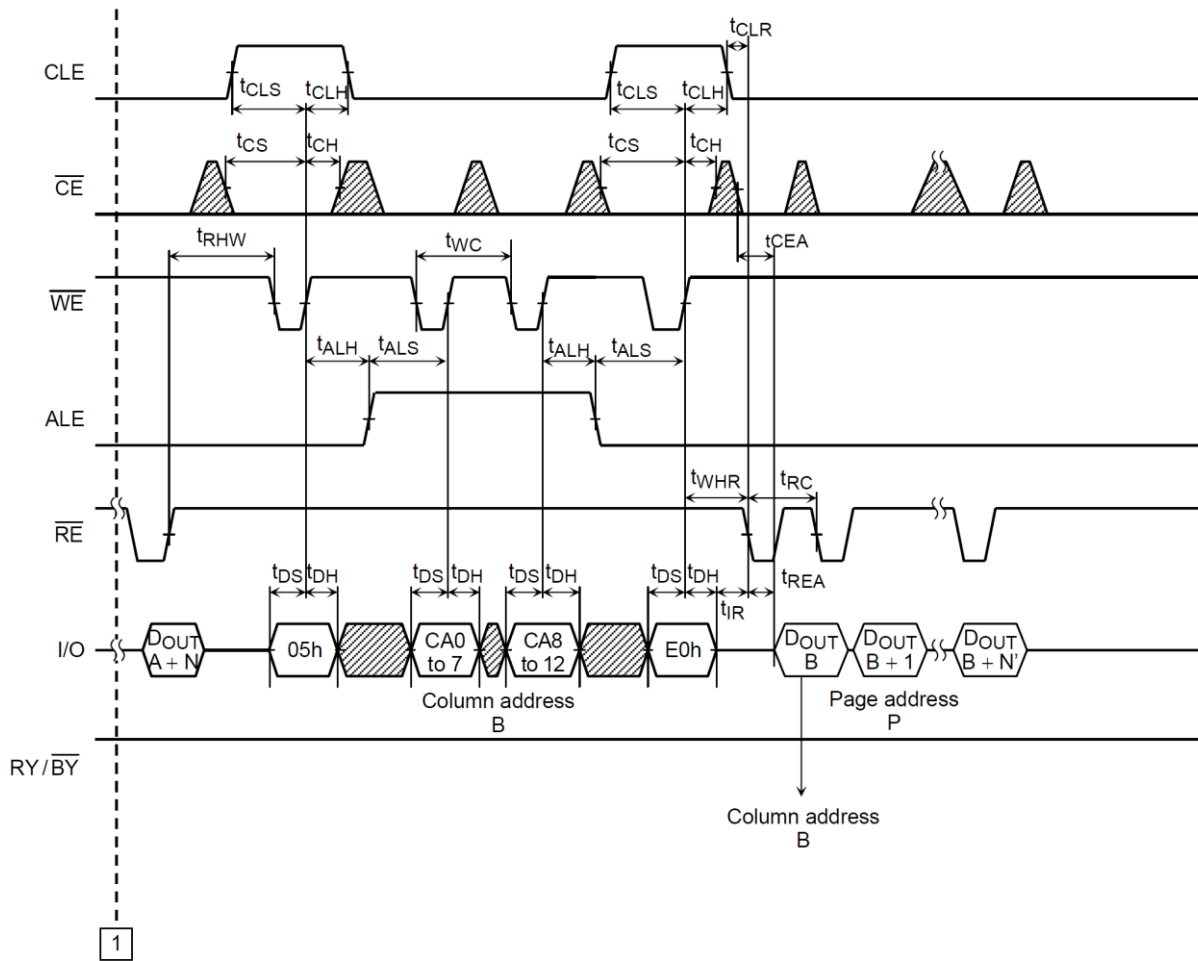 tCLR
CLE
tCLS tCLH tCLS tCLH
tCS tCH tCS tCH
CE
tRHW tWC tCEA
WE
tALH tALS tALH tALS
ALE
tWHR tRC
RE
tDS tDH tDS tDH tDS tDH tDS tDH tIR tREA
I/O
DOUT
A + N
05h
CA0
to 7
CA8
to 12
E0h
DOUT
B
DOUT
B + 1
DOUT
B + N'
Column address
B
Page address
P
RY/BY
Column address
B
1